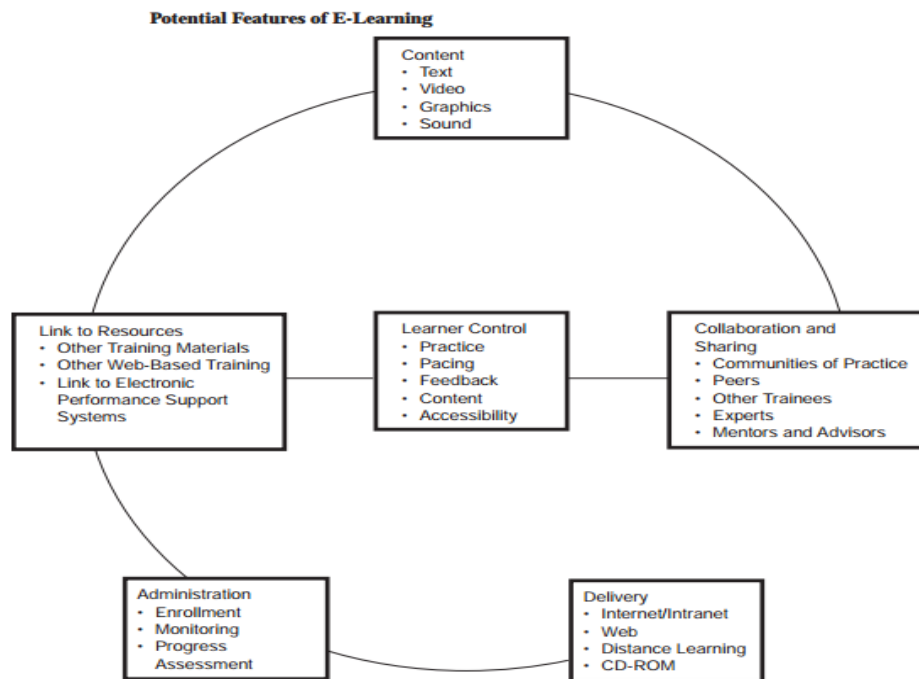 Potential Features of E-Learning
Content
• Text
• Video
• Graphics
• Sound
Link to Resources
• Other Training Materials
• Other Web-Based Training
• Link to Electronic
Performance Support
Systems
Learner Control
• Practice
• Pacing
• Feedback
• Content
• Accessibility
Collaboration and
Sharing
• Communities of Practice
• Peers
• Other Trainees
• Experts
• Mentors and Advisors
Administration
• Enrollment
• Monitoring
• Progress
Assessment
Delivery
• Internet/Intranet
• Web
• Distance Learning
• CD-ROM